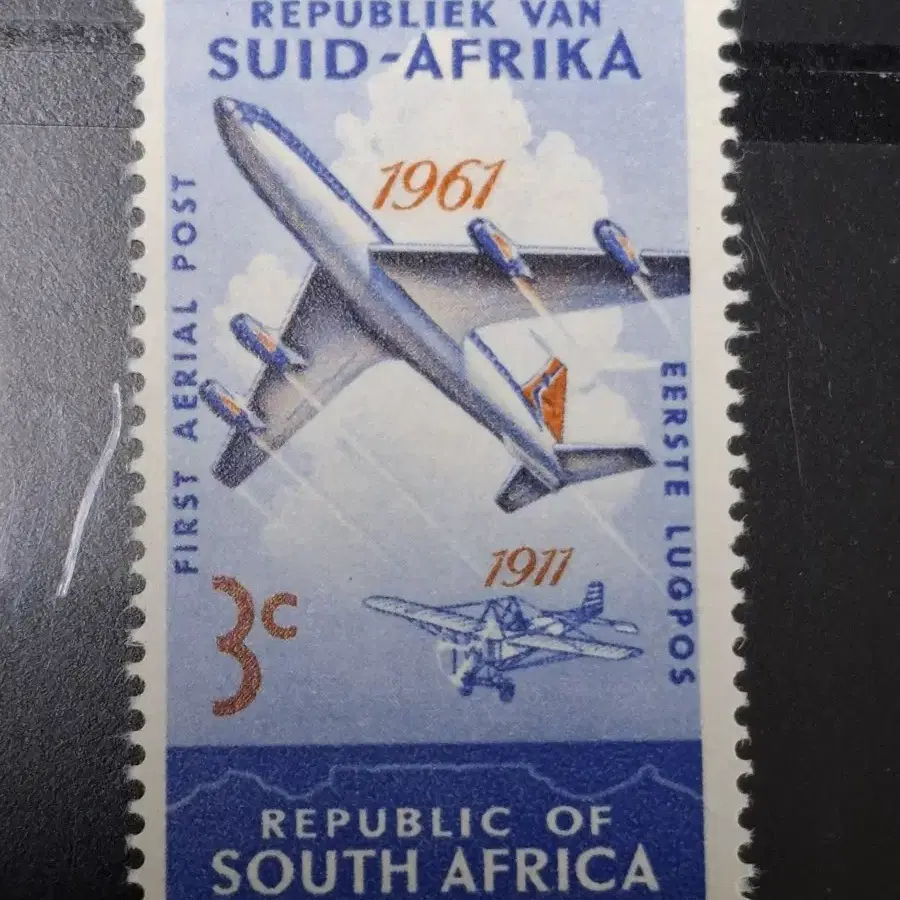 REPUBLIEK VAN
SUID-AFRIKA
1961
FIRST AERIAL POST
EERSTE LUGPOS
1911
3c
REPUBLIC OF
SOUTH AFRICA